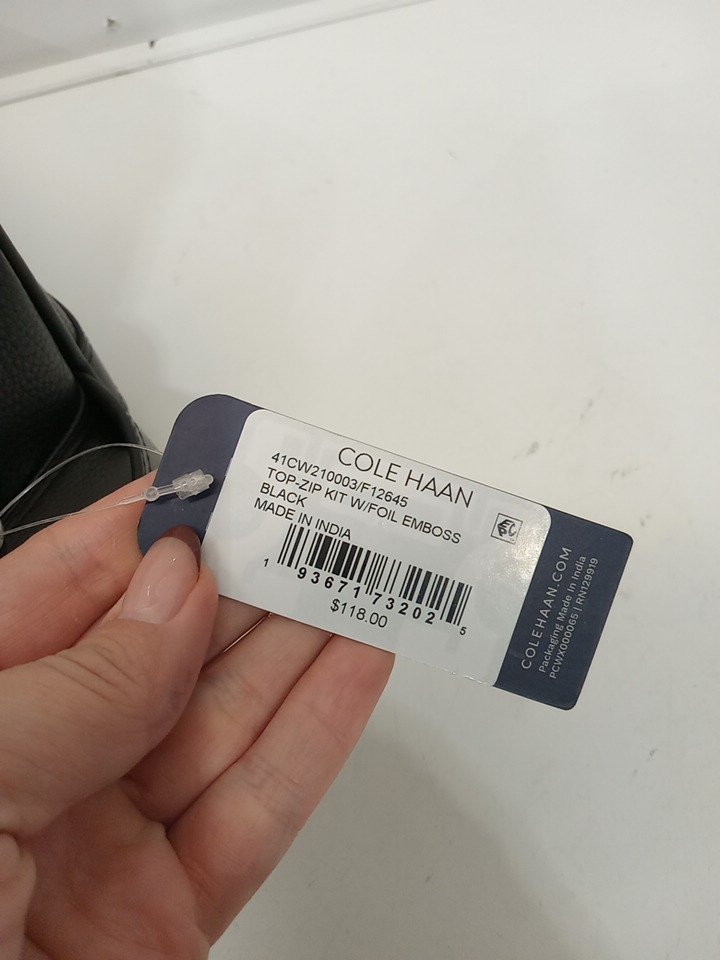 COLE HAAN
41CW210003/F12645
TOP-ZIP KIT W/FOIL EMBOSS
BLACK
MADE IN INDIA
1 93671 73202 5
$118.00
COLEHAAN.COM
Packaging Made In India
PCWX000065 | RN129919